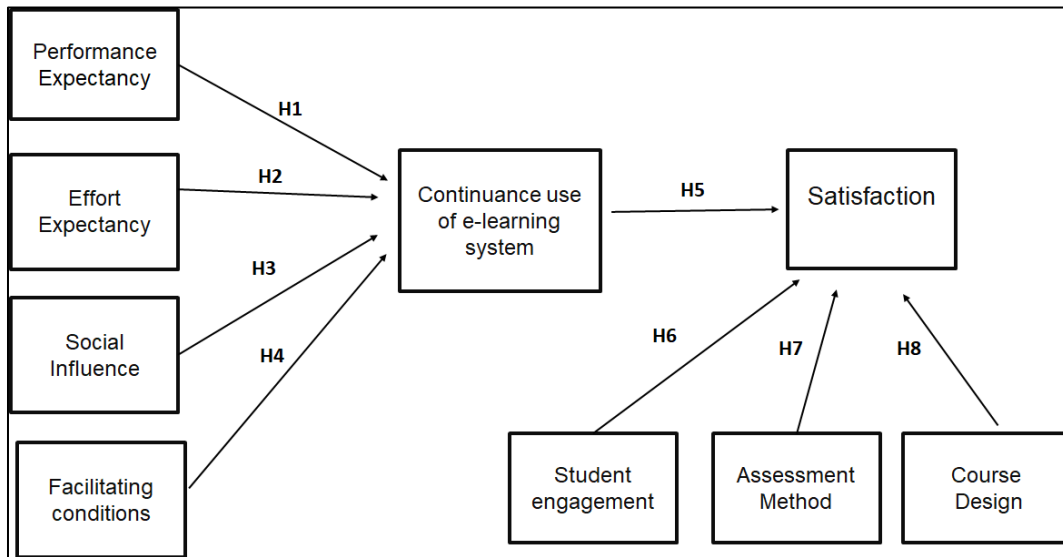 Performance
Expectancy
H1
Effort
Expectancy
H2
Social
Influence
H3
Facilitating
conditions
H4
Continuance use
of e-learning
system
H5
Satisfaction
H6
H7
H8
Student
engagement
Assessment
Method
Course
Design